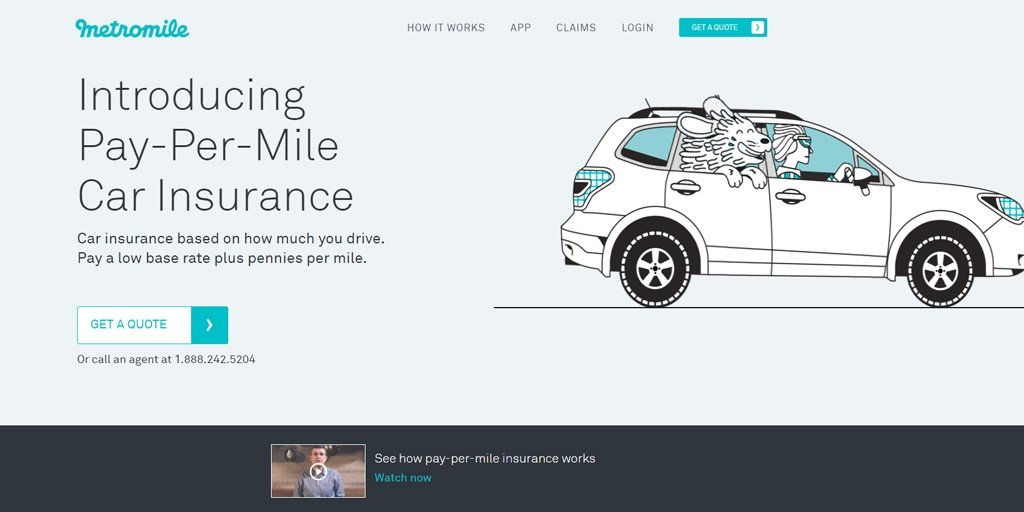 metromile
HOW IT WORKS
APP
CLAIMS
LOGIN
GET A QUOTE
Introducing
Pay-Per-Mile
Car Insurance
Car insurance based on how much you drive.
Pay a low base rate plus pennies per mile.
GET A QUOTE
Or call an agent at 1.888.242.5204
See how pay-per-mile insurance works
Watch now